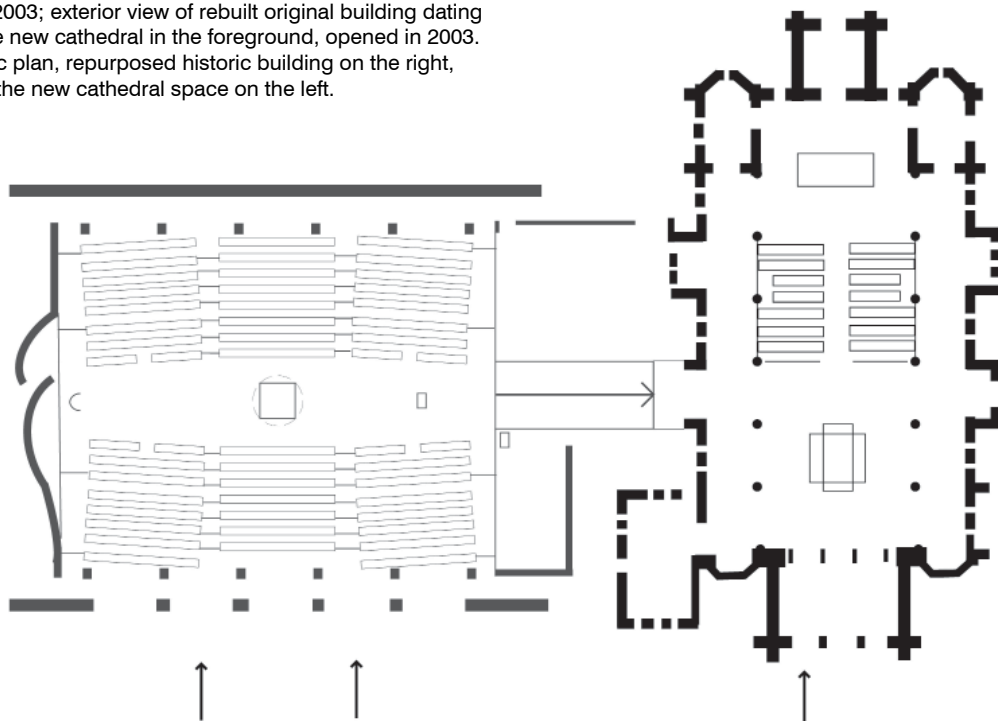 2003; exterior view of rebuilt original building dating
e new cathedral in the foreground, opened in 2003.
c plan, repurposed historic building on the right,
the new cathedral space on the left.